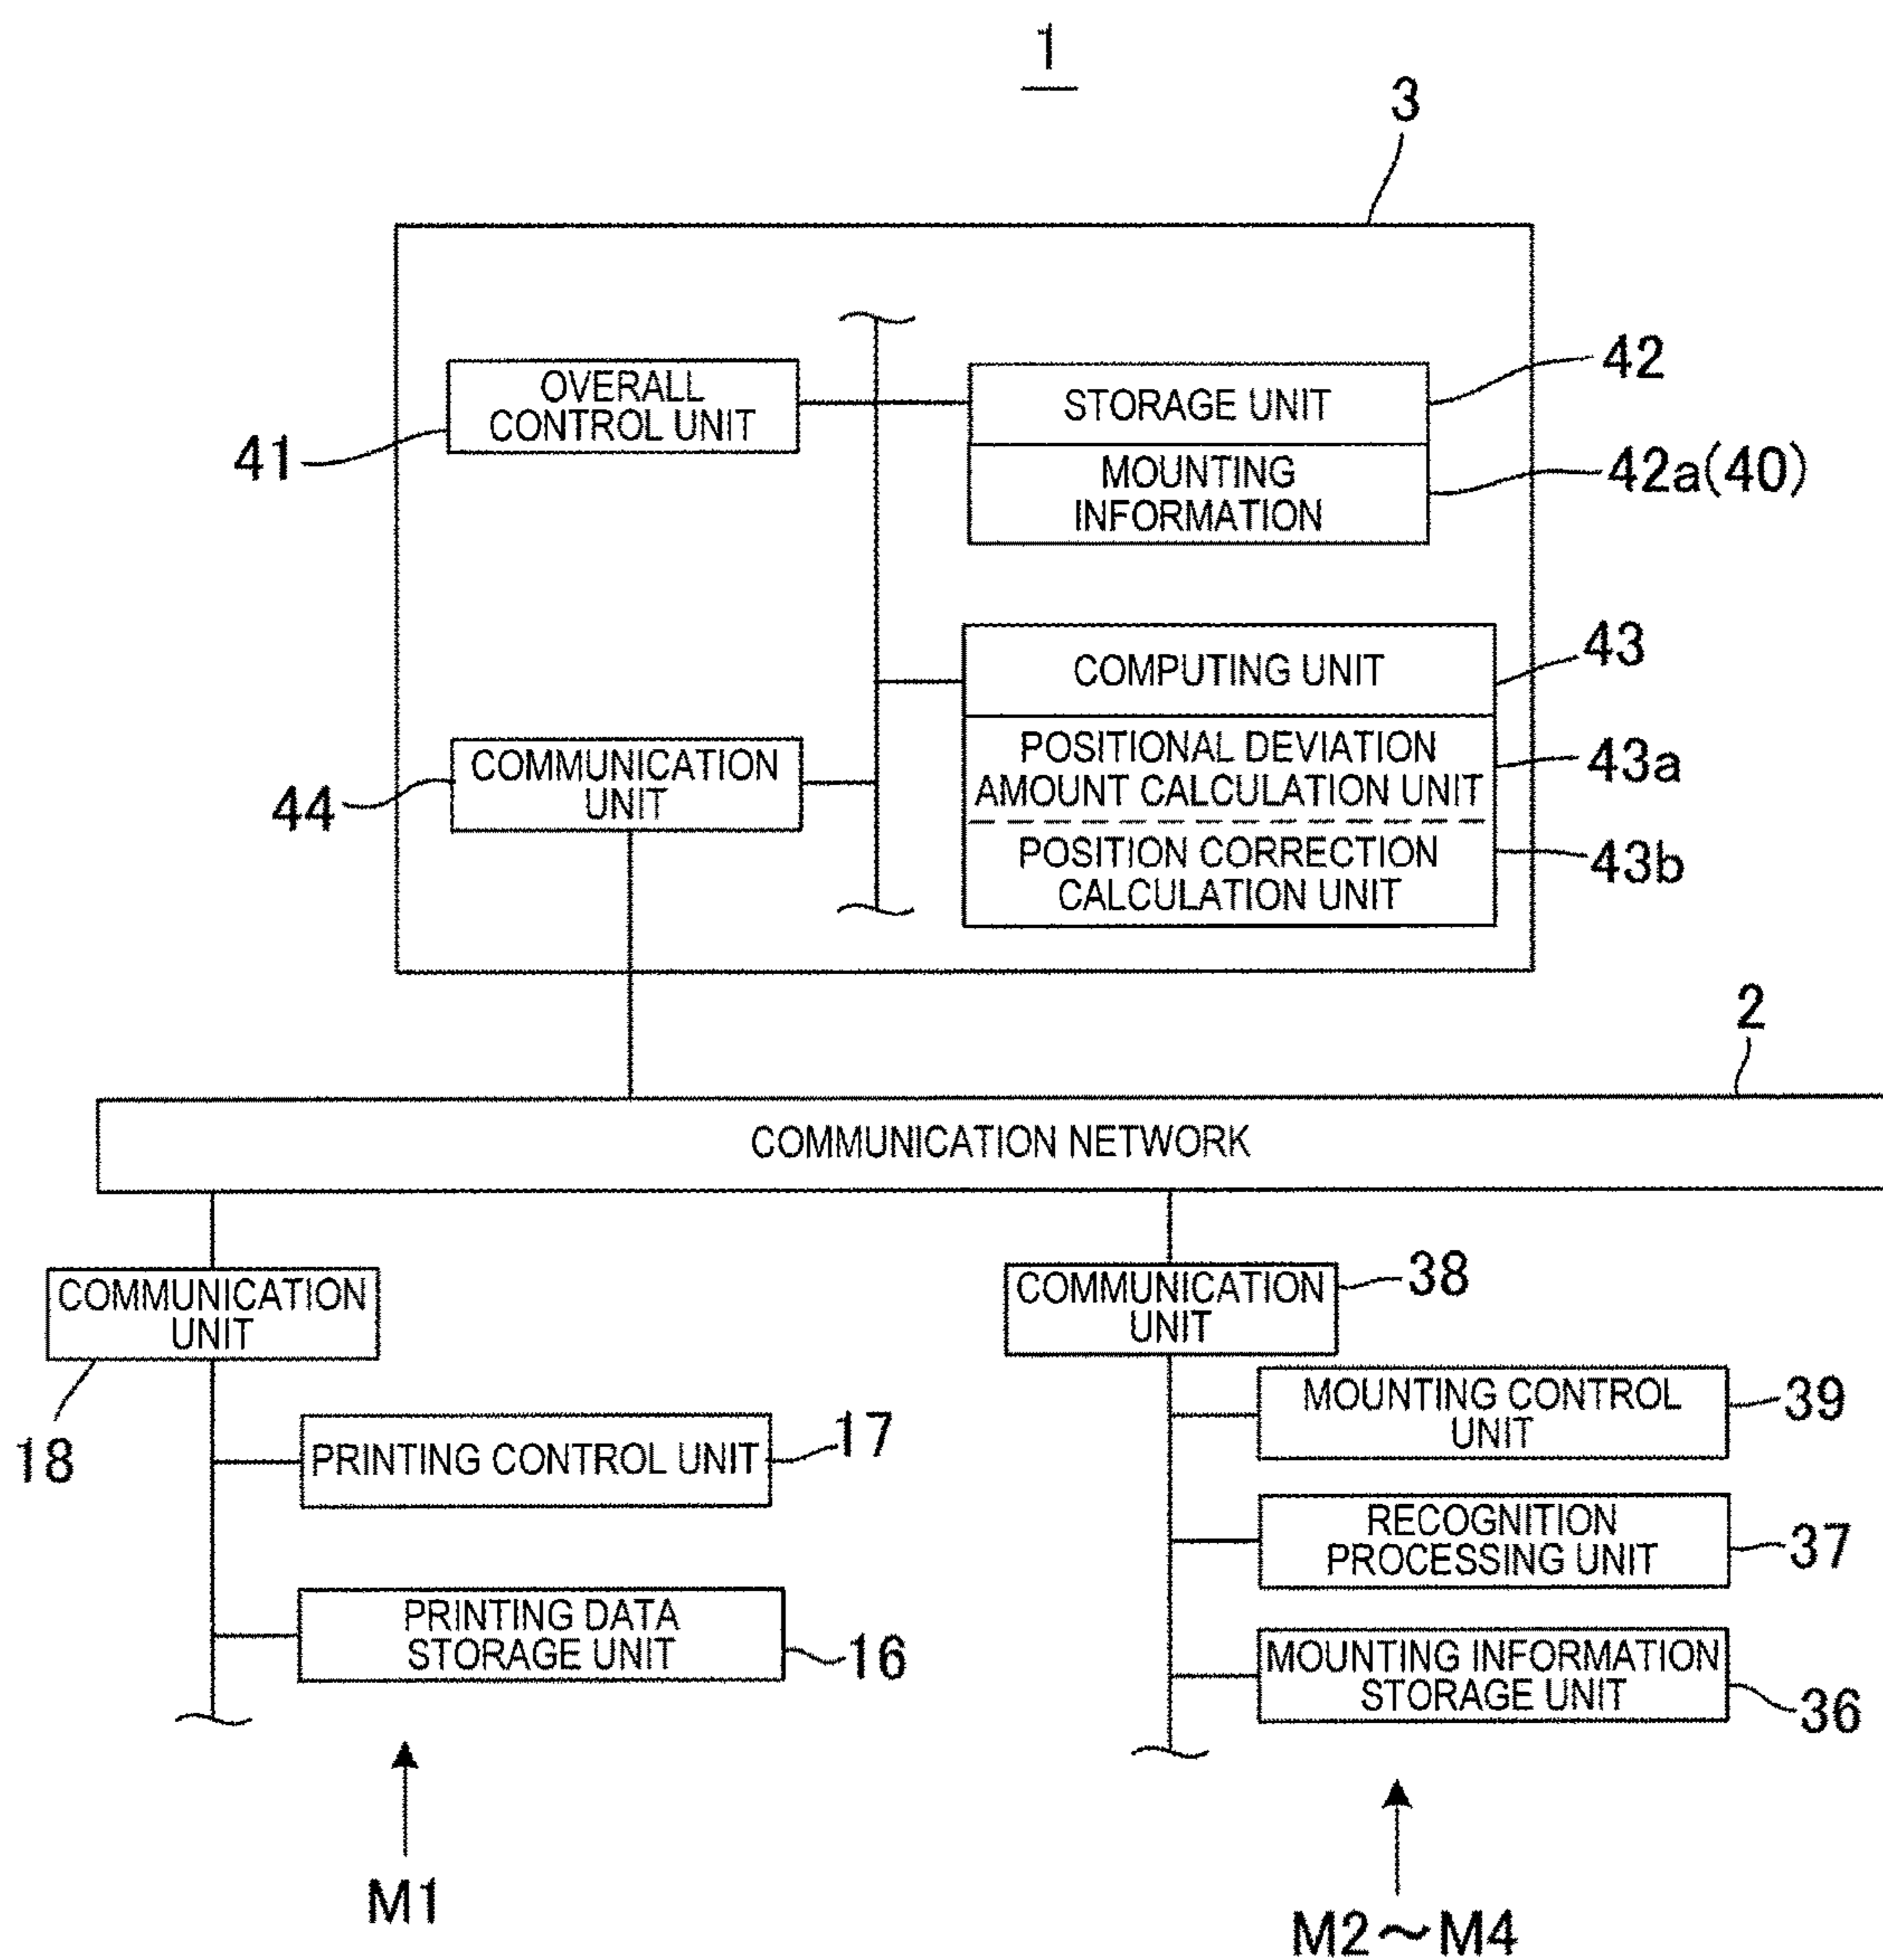 1
3
OVERALL
CONTROL UNIT
41
STORAGE UNIT
42
MOUNTING
INFORMATION
42a(40)
COMPUTING UNIT
43
POSITIONAL DEVIATION
AMOUNT CALCULATION UNIT
43a
POSITION CORRECTION
CALCULATION UNIT
43b
COMMUNICATION
UNIT
44
2
COMMUNICATION NETWORK
COMMUNICATION
UNIT
18
PRINTING CONTROL UNIT
17
PRINTING DATA
STORAGE UNIT
16
M1
COMMUNICATION
UNIT
38
MOUNTING CONTROL
UNIT
39
RECOGNITION
PROCESSING UNIT
37
MOUNTING INFORMATION
STORAGE UNIT
36
M2～M4